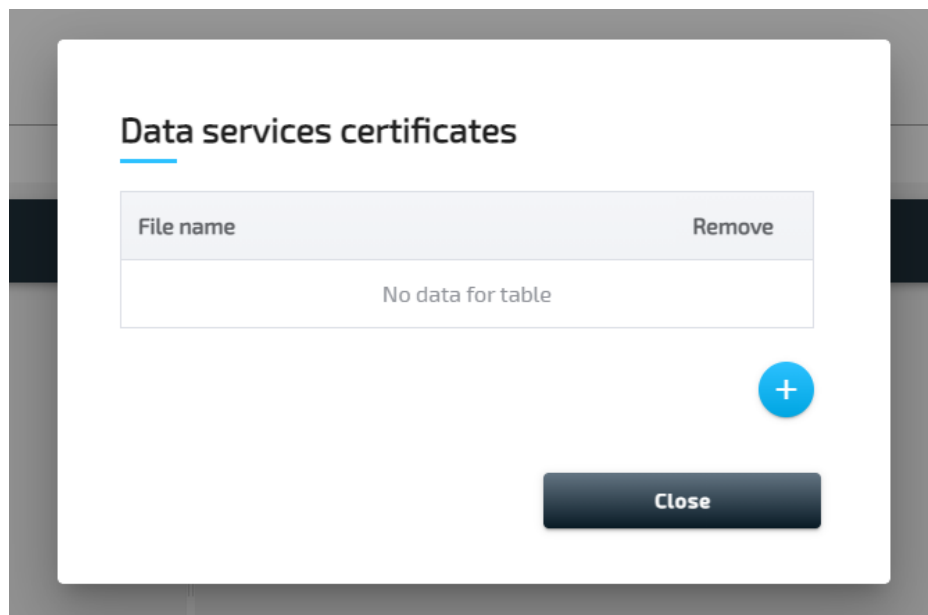 Data services certificates
File name Remove
No data for table
+
Close